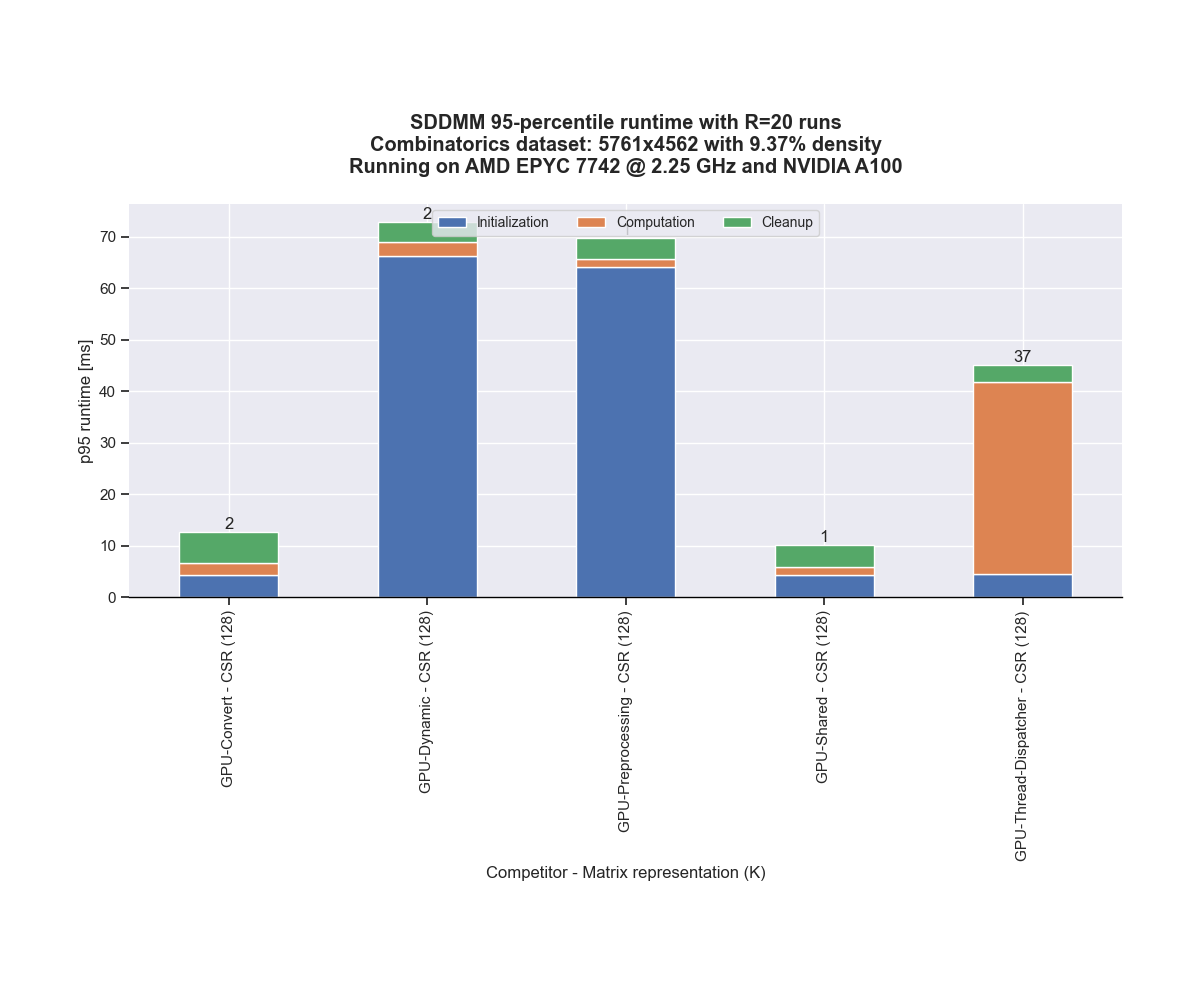 SDDMM 95-percentile runtime with R=20 runs
Combinatorics dataset: 5761x4562 with 9.37% density
Running on AMD EPYC 7742 @ 2.25 GHz and NVIDIA A100
Initialization
Computation
Cleanup
2
2
1
37
p95 runtime [ms]
70
60
50
40
30
20
10
0
GPU-Convert - CSR (128)
GPU-Dynamic - CSR (128)
GPU-Preprocessing - CSR (128)
GPU-Shared - CSR (128)
GPU-Thread-Dispatcher - CSR (128)
Competitor - Matrix representation (K)